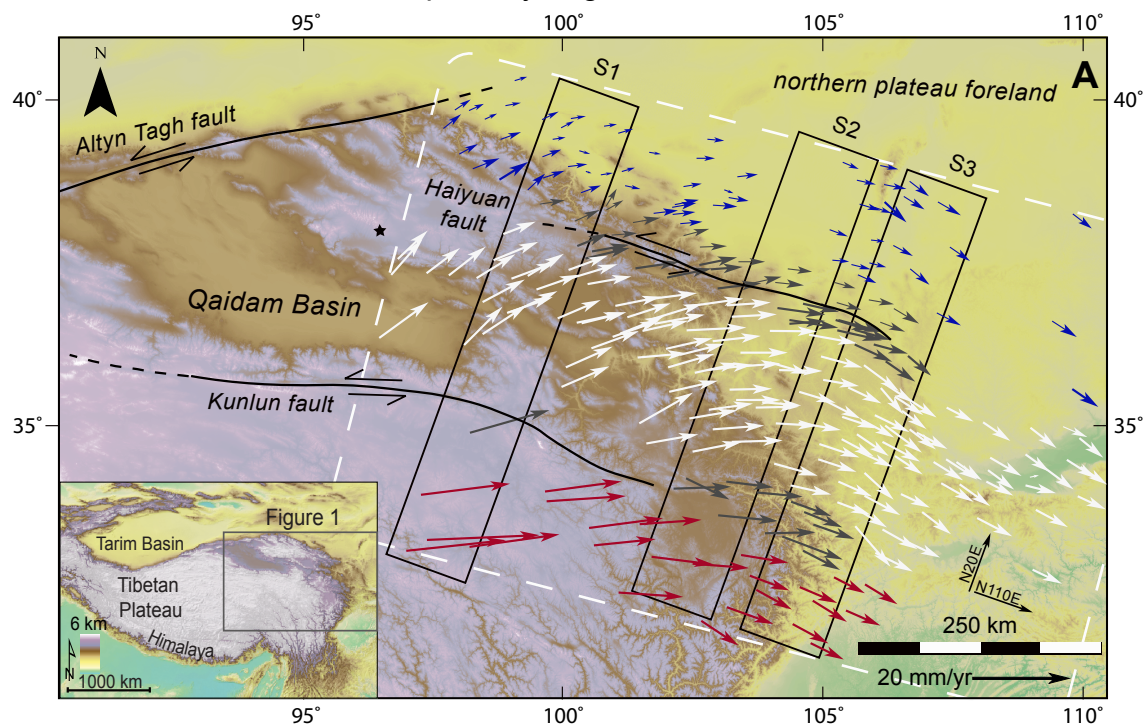 95°
100°
105°
110°
N
S1
A
northern plateau foreland
40°
40°
S2
Altyn Tagh fault
S3
Haiyuan
fault
Qaidam Basin
Kunlun fault
35°
35°
Figure 1
Tarim Basin
Tibetan
Plateau
N20E
N110E
6 km
Himalaya
250 km
N
1000 km
20 mm/yr
95°
100°
105°
110°